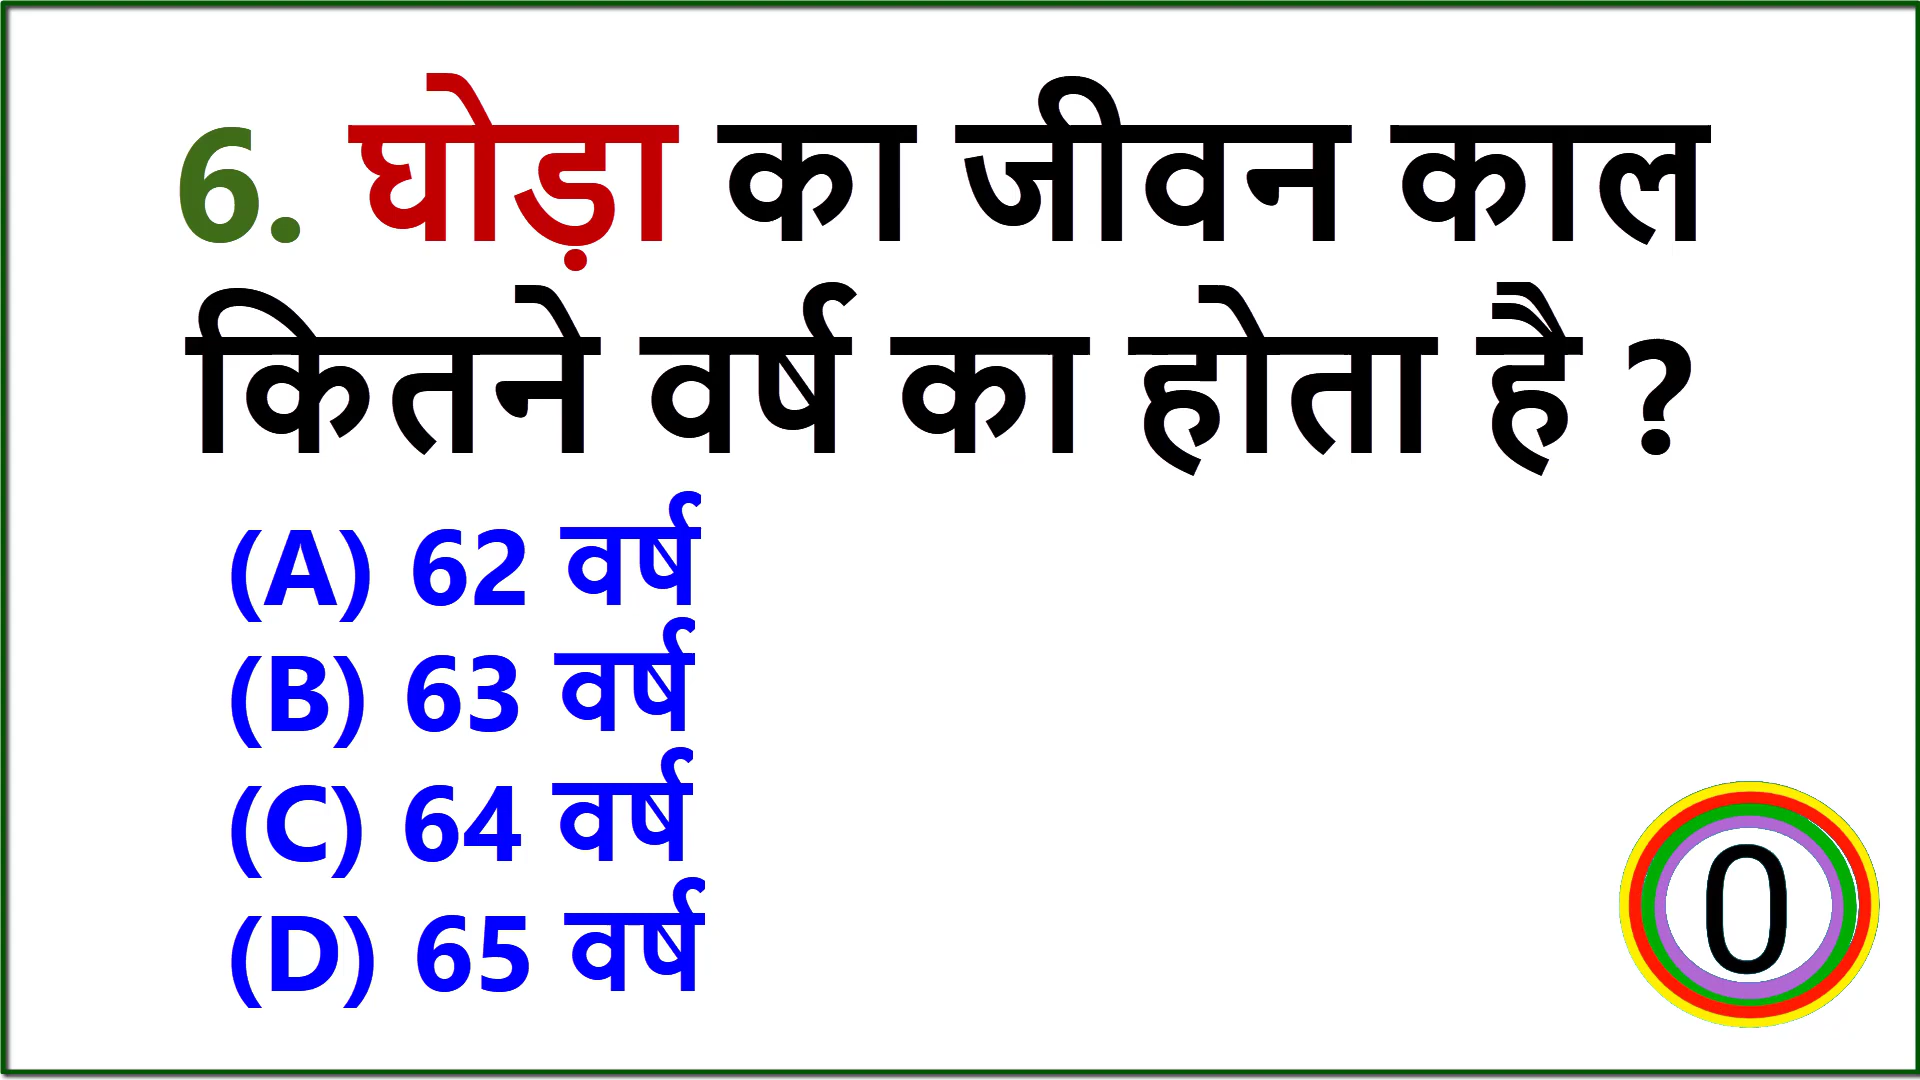 6. घोड़ा का जीवन काल
कितने वर्ष का होता है ?
(A) 62 वर्ष
(B) 63 वर्ष
(C) 64 वर्ष
(D) 65 वर्ष
0